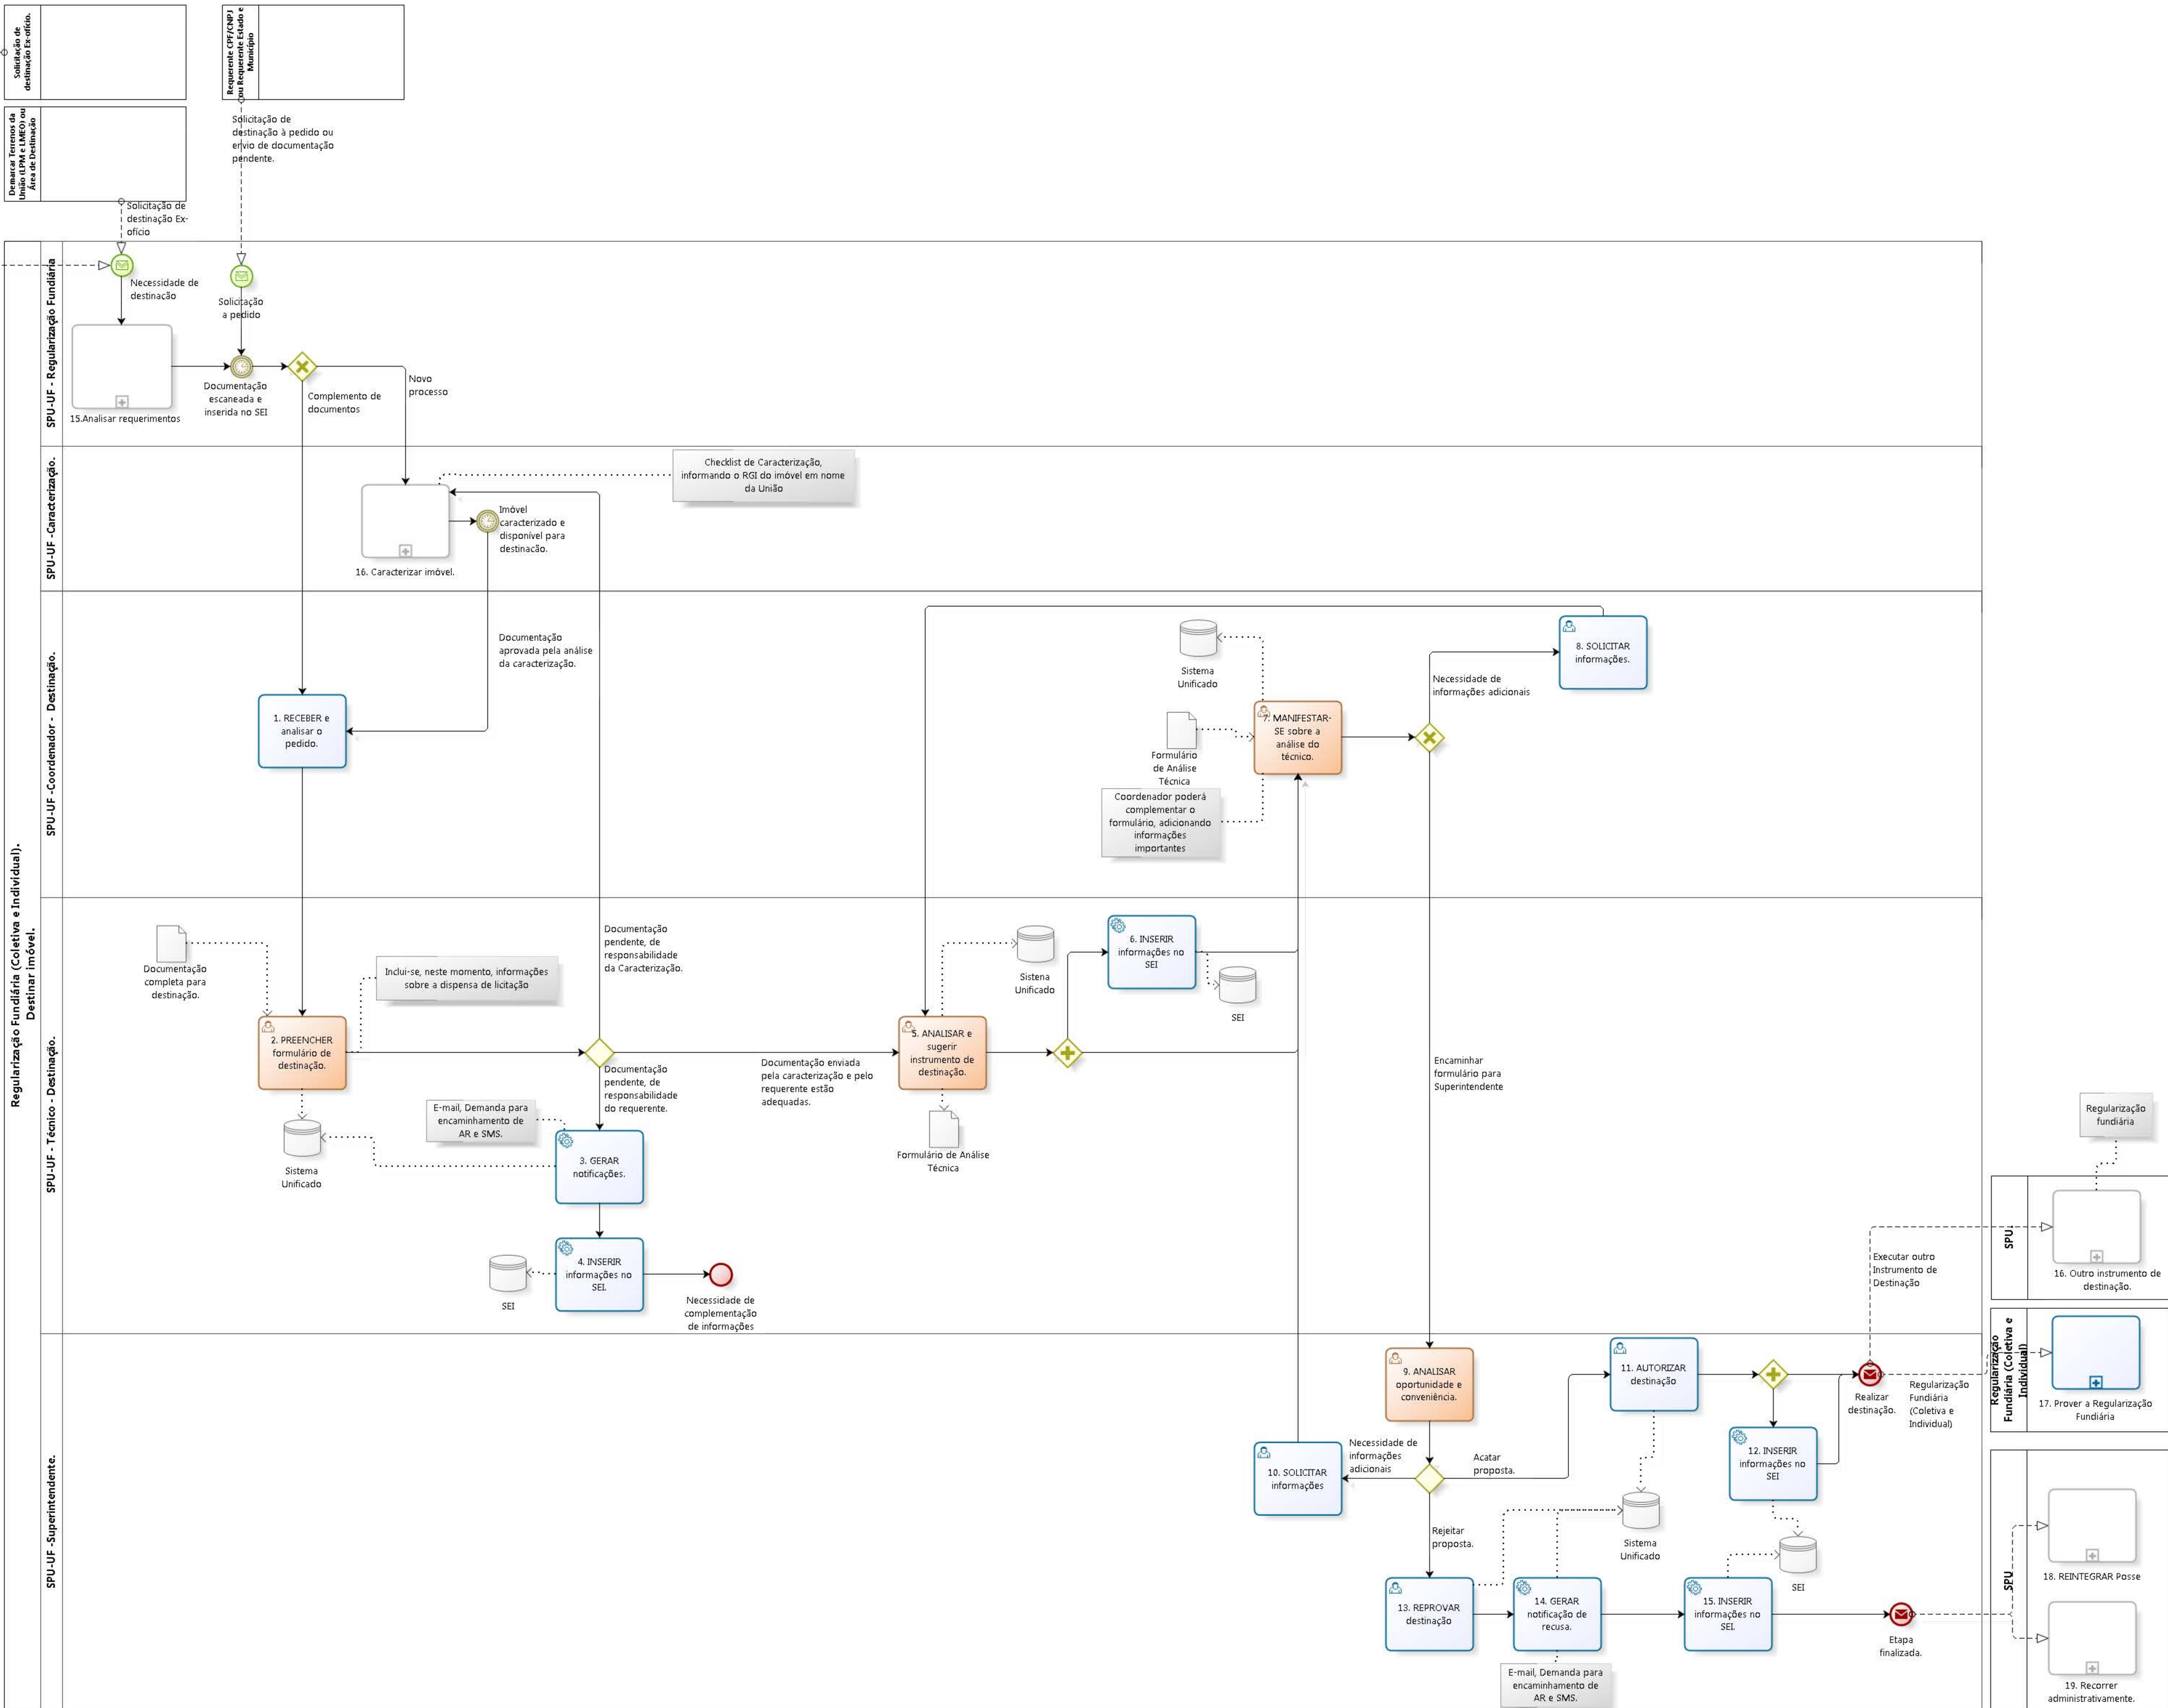 Solicitação de
destinação Ex-ofício.
Requerente CPF/CNPJ
ou Requerente Estado e
Município
Demarcar Terrenos da
União (LPM e LMEO) ou
Área de Destinação
Solicitação de
destinação à pedido ou
envio de documentação
pendente.
Solicitação de
destinação Ex-
ofício
Regularização Fundiária (Coletiva e Individual).
Destinar imóvel.
SPU-UF - Regularização Fundiária
Necessidade de
destinação
Solicitação
a pedido
15.Analisar requerimentos
Documentação
escaneada e
inserida no SEI
Complemento de
documentos
Novo
processo
SPU-UF -Caracterização.
Checklist de Caracterização,
informando o RGI do imóvel em nome
da União
Imóvel
caracterizado e
disponível para
destinacão.
16. Caracterizar imóvel.
SPU-UF -Coordenador - Destinação.
Documentação
aprovada pela análise
da caracterização.
1. RECEBER e
analisar o
pedido.
Sistema
Unificado
Formulário
de Análise
Técnica
7. MANIFESTAR-
SE sobre a
análise do
técnico.
Coordenador poderá
complementar o
formulário, adicionando
informações
importantes
Necessidade de
informações adicionais
8. SOLICITAR
informações.
SPU-UF - Técnico - Destinação.
Documentação
completa para
destinação.
Inclui-se, neste momento, informações
sobre a dispensa de licitação
2. PREENCHER
formulário de
destinação.
Sistema
Unificado
Documentação
pendente, de
responsabilidade
da Caracterização.
Documentação
pendente, de
responsabilidade
do requerente.
E-mail, Demanda para
encaminhamento de
AR e SMS.
3. GERAR
notificações.
4. INSERIR
informações no
SEI.
SEI
Necessidade de
complementação
de informações
Documentação enviada
pela caracterização e pelo
requerente estão
adequadas.
5. ANALISAR e
sugerir
instrumento de
destinação.
Sistena
Unificado
Formulário de Análise
Técnica
6. INSERIR
informações no
SEI
SEI
Encaminhar
formulário para
Superintendente
SPU-UF -Superintendente.
9. ANALISAR
oportunidade e
conveniência.
Necessidade de
informações
adicionais
10. SOLICITAR
informações
Acatar
proposta.
Rejeitar
proposta.
11. AUTORIZAR
destinação
12. INSERIR
informações no
SEI
SEI
Sistema
Unificado
13. REPROVAR
destinação
14. GERAR
notificação de
recusa.
E-mail, Demanda para
encaminhamento de
AR e SMS.
15. INSERIR
informações no
SEI.
Etapa
finalizada.
Realizar
destinação.
Executar outro
Instrumento de
Destinação
Regularização
Fundiária
(Coletiva e
Individual)
Regularização
fundiária
SPU.
16. Outro instrumento de
destinação.
Regularização
Fundiária (Coletiva e
Individual)
17. Prover a Regularização
Fundiária
SPU
18. REINTEGRAR Posse
19. Recorrer
administrativamente.